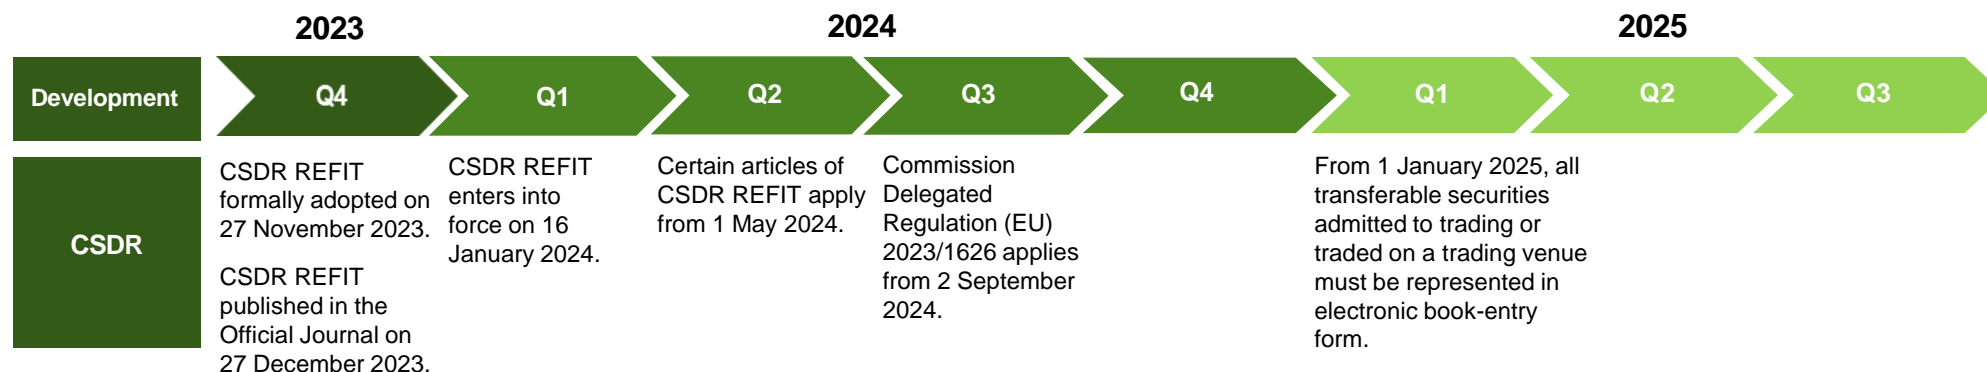 2023
2024
2025
Development
Q4
Q1
Q2
Q3
Q4
Q1
Q2
Q3
CSDR
CSDR REFIT
formally adopted on
27 November 2023.
CSDR REFIT
published in the
Official Journal on
27 December 2023.
CSDR REFIT
enters into
force on 16
January 2024.
Certain articles of
CSDR REFIT apply
from 1 May 2024.
Commission
Delegated
Regulation (EU)
2023/1626 applies
from 2 September
2024.
From 1 January 2025, all
transferable securities
admitted to trading or
traded on a trading venue
must be represented in
electronic book-entry
form.